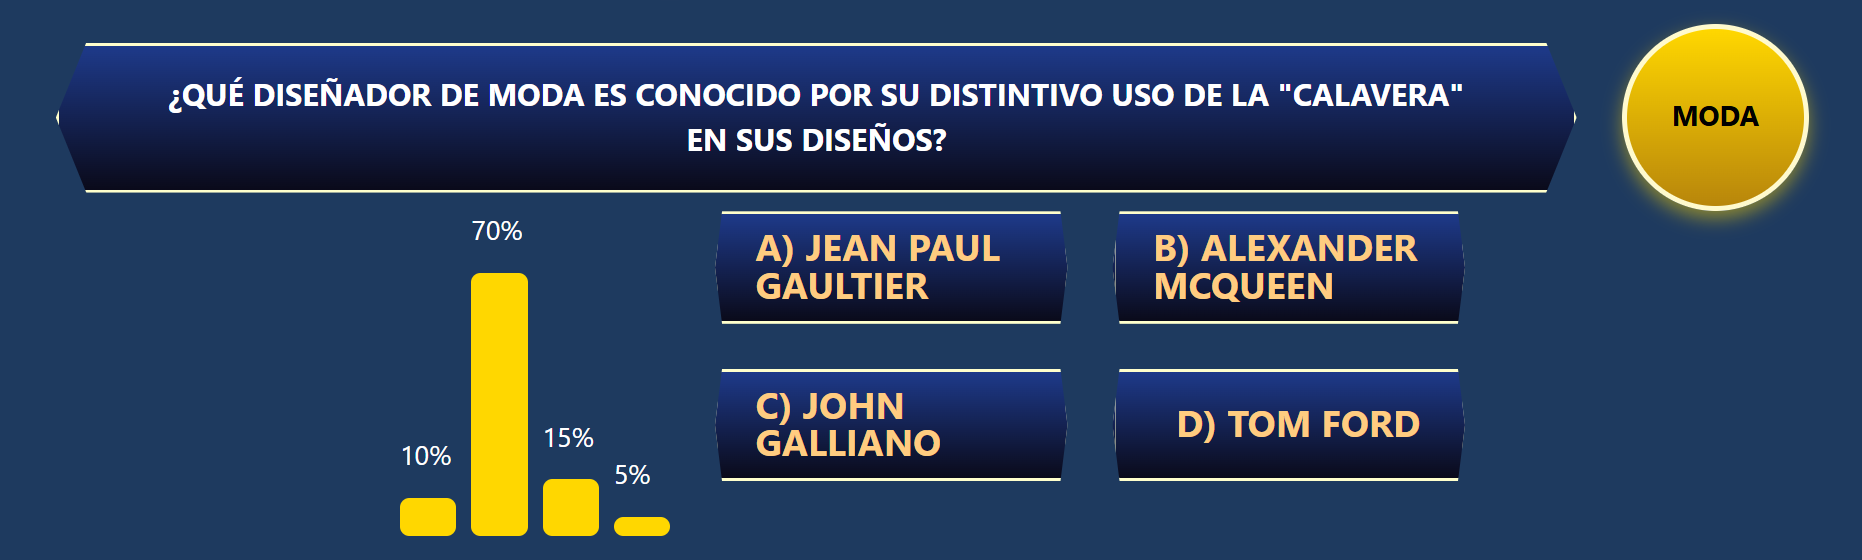 ¿QUÉ DISEÑADOR DE MODA ES CONOCIDO POR SU DISTINTIVO USO DE LA "CALAVERA"
EN SUS DISEÑOS?
MODA
70%
10%
15%
5%
A) JEAN PAUL
GAULTIER
B) ALEXANDER
MCQUEEN
C) JOHN
GALLIANO
D) TOM FORD